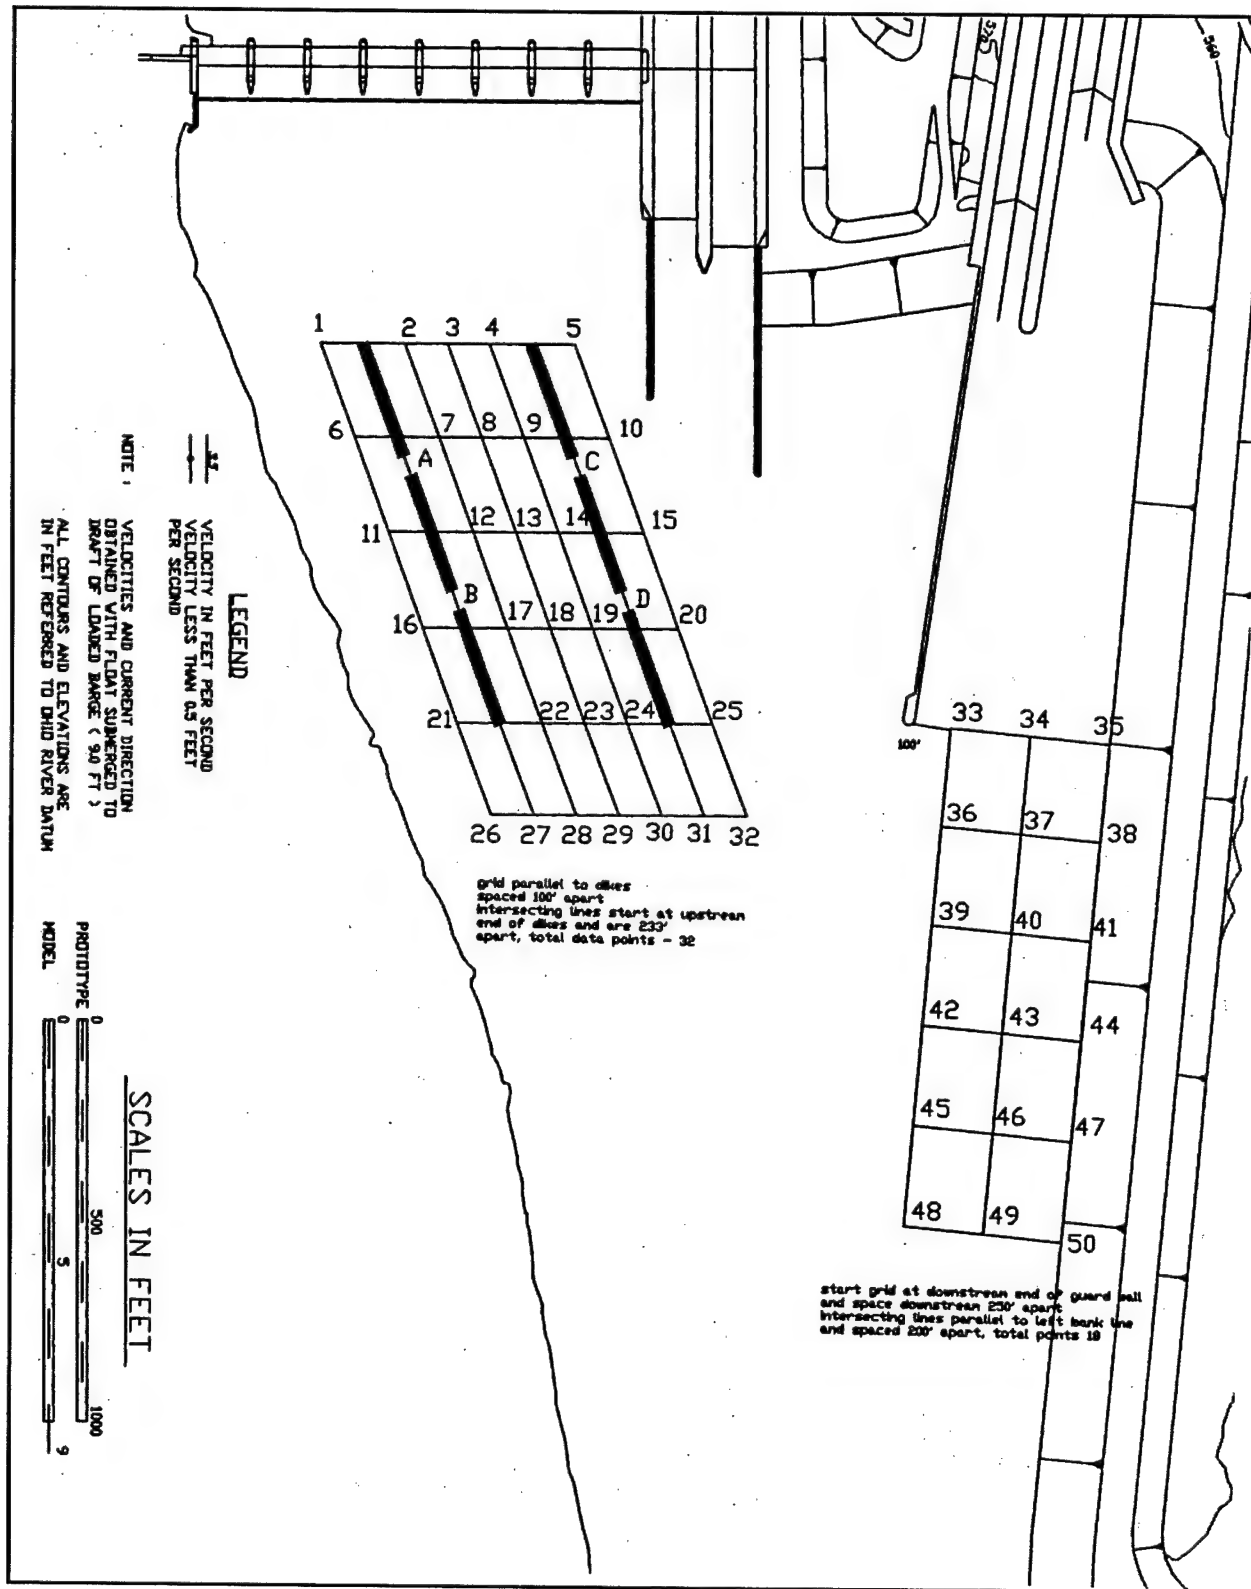 570
560
1
2
3
4
5
6
7
8
9
10
A
C
11
12
13
14
15
B
D
16
17
18
19
20
21
22
23
24
25
26
27
28
29
30
31
32
grid parallel to dikes
spaced 100' apart
intersecting lines start at upstream
end of dikes and are 233'
apart, total data points - 32
100'
33
34
35
36
37
38
39
40
41
42
43
44
45
46
47
48
49
50
start grid at downstream end of guard wall
and space downstream 250' apart
intersecting lines parallel to left bank line
and spaced 200' apart, total points 18
LEGEND
VELOCITY IN FEET PER SECOND
VELOCITY LESS THAN 0.5 FEET
PER SECOND
NOTE :
VELOCITIES AND CURRENT DIRECTION
OBTAINED WITH FLOAT SUBMERGED TO
DRAFT OF LOADED BARGE ( 9.0 FT )
ALL CONTOURS AND ELEVATIONS ARE
IN FEET REFERRED TO OHIO RIVER DATUM
SCALES IN FEET
PROTOTYPE 0 500 1000
MODEL 0 5 9